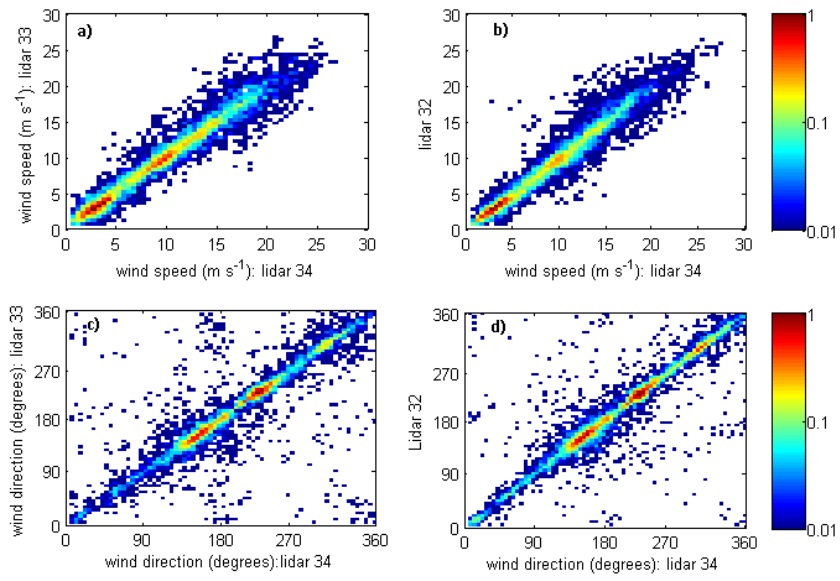 a)
wind speed (m s⁻¹): lidar 33
30
25
20
15
10
5
0
0 5 10 15 20 25 30
wind speed (m s⁻¹): lidar 34
b)
lidar 32
30
25
20
15
10
5
0
0 5 10 15 20 25 30
wind speed (m s⁻¹): lidar 34
1
0.1
0.01
c)
wind direction (degrees): lidar 33
360
270
180
90
0
0 90 180 270 360
wind direction (degrees):lidar 34
d)
Lidar 32
360
270
180
90
0
0 90 180 270 360
wind direction (degrees): lidar 34
1
0.1
0.01